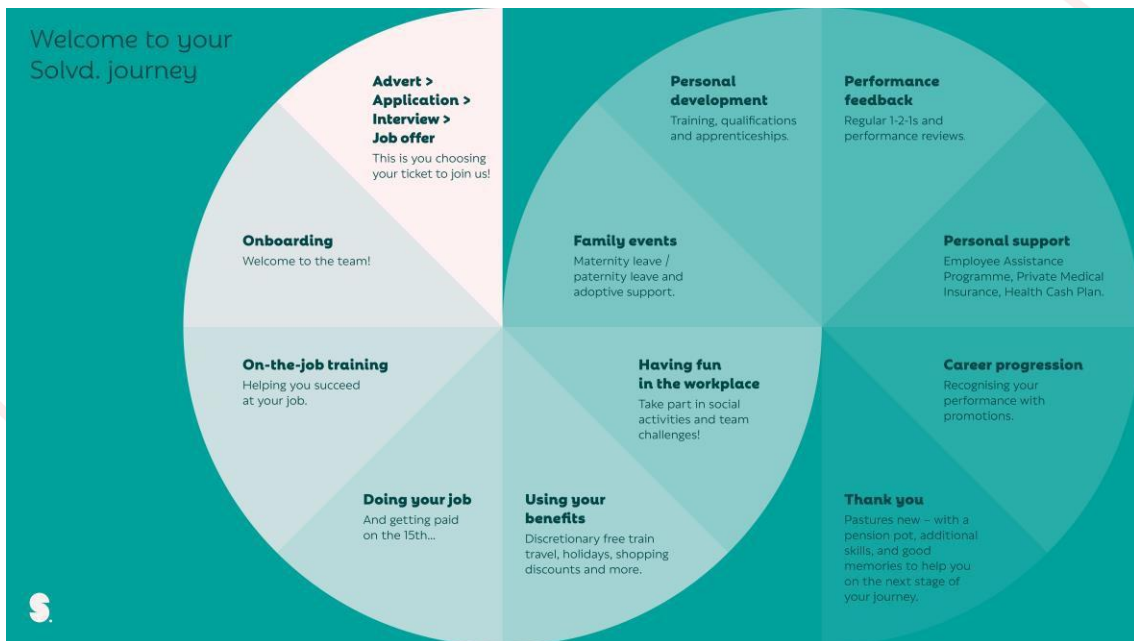 Welcome to your
Solvd. journey
Advert >
Application >
Interview >
Job offer
This is you choosing
your ticket to join us!
Onboarding
Welcome to the team!
On-the-job training
Helping you succeed
at your job.
Doing your job
And getting paid
on the 15th...
Using your
benefits
Discretionary free train
travel, holidays, shopping
discounts and more.
Having fun
in the workplace
Take part in social
activities and team
challenges!
Family events
Maternity leave /
paternity leave and
adoptive support.
Personal
development
Training, qualifications
and apprenticeships.
Performance
feedback
Regular 1-2-1s and
performance reviews.
Personal support
Employee Assistance
Programme, Private Medical
Insurance, Health Cash Plan.
Career progression
Recognising your
performance with
promotions.
Thank you
Pastures new – with a
pension pot, additional
skills, and good
memories to help you
on the next stage of
your journey.
S.